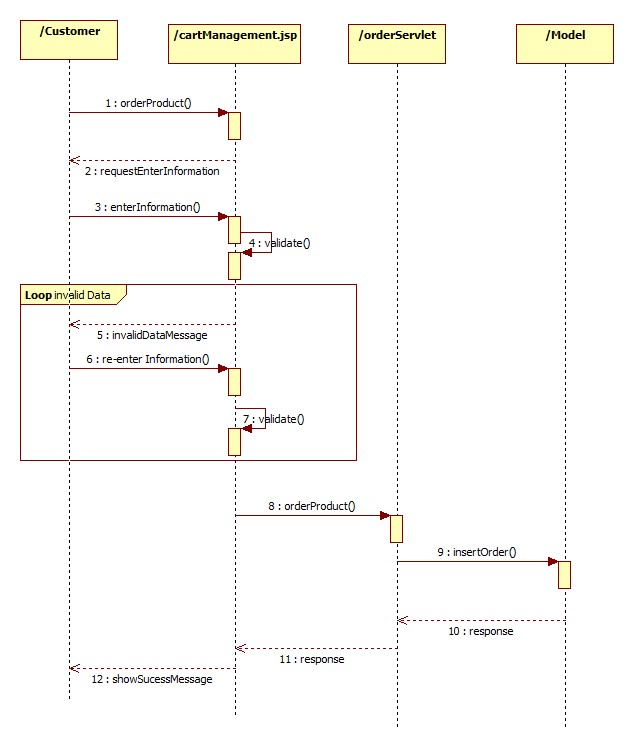 /Customer
/cartManagement.jsp
/orderServlet
/Model
1 : orderProduct()
2 : requestEnterInformation
3 : enterInformation()
4 : validate()
Loop invalid Data
5 : invalidDataMessage
6 : re-enter Information()
7 : validate()
8 : orderProduct()
9 : insertOrder()
10 : response
11 : response
12 : showSucessMessage